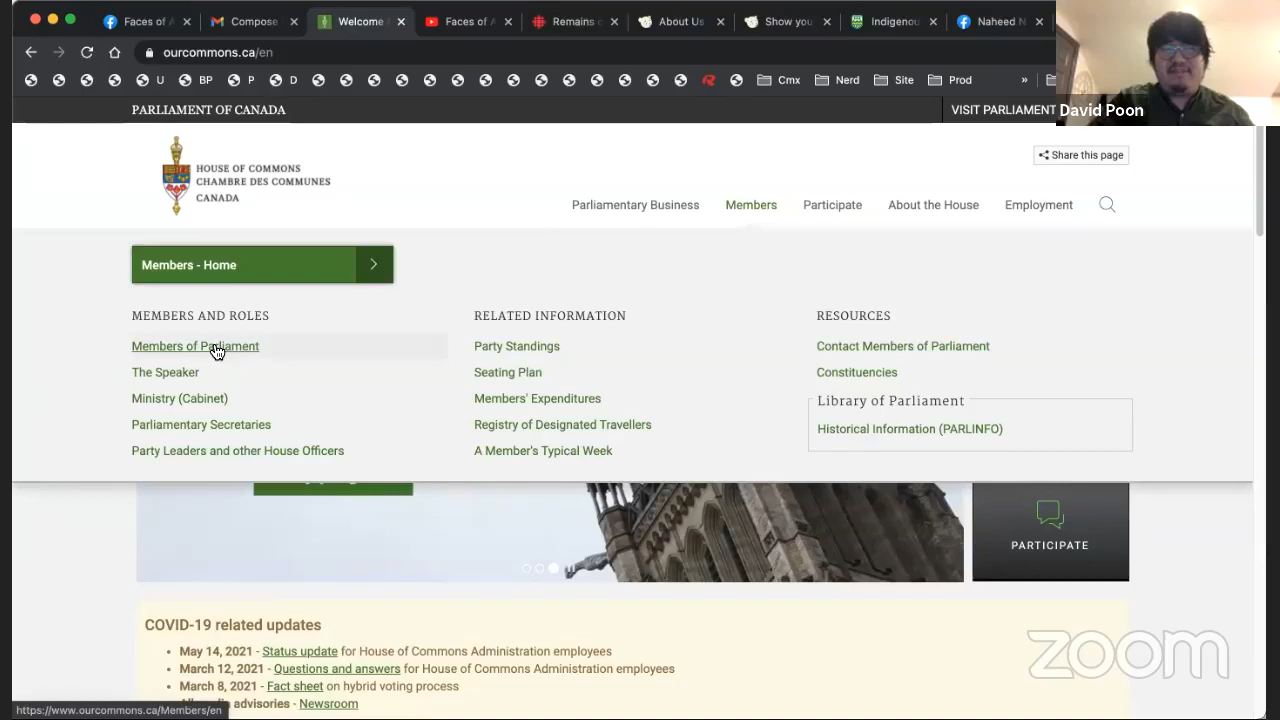 Faces of A
Compose
Welcome
Faces of A
Remains o
About Us
Show you
Indigenou
Naheed N
ourcommons.ca/en
U
BP
P
D
Cmx
Nerd
Site
Prod
»
David Poon
PARLIAMENT OF CANADA
VISIT PARLIAMENT
HOUSE OF COMMONS
CHAMBRE DES COMMUNES
CANADA
Share this page
Parliamentary Business
Members
Participate
About the House
Employment
Members - Home
MEMBERS AND ROLES
Members of Parliament
The Speaker
Ministry (Cabinet)
Parliamentary Secretaries
Party Leaders and other House Officers
RELATED INFORMATION
Party Standings
Seating Plan
Members' Expenditures
Registry of Designated Travellers
A Member's Typical Week
RESOURCES
Contact Members of Parliament
Constituencies
Library of Parliament
Historical Information (PARLINFO)
PARTICIPATE
COVID-19 related updates
May 14, 2021 - Status update for House of Commons Administration employees
March 12, 2021 - Questions and answers for House of Commons Administration employees
March 8, 2021 - Fact sheet on hybrid voting process
advisories - Newsroom
https://www.ourcommons.ca/Members/en
zoom